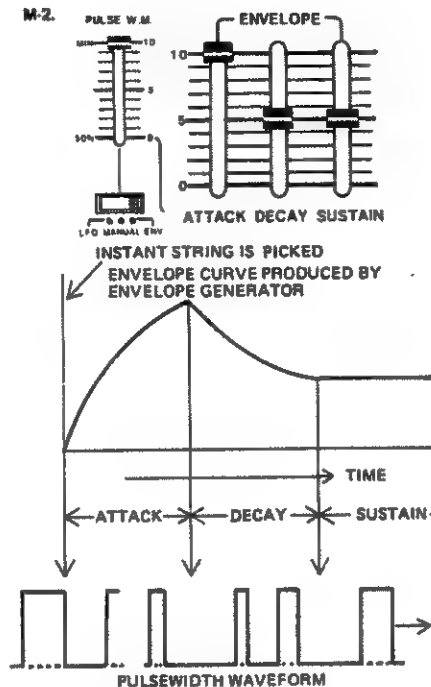 M-2.
PULSE W.M.
ENVELOPE
MIN
10
5
50%
0
10
5
0
LFO MANUAL ENV
ATTACK DECAY SUSTAIN
INSTANT STRING IS PICKED
ENVELOPE CURVE PRODUCED BY
ENVELOPE GENERATOR
TIME
ATTACK DECAY SUSTAIN
PULSEWIDTH WAVEFORM